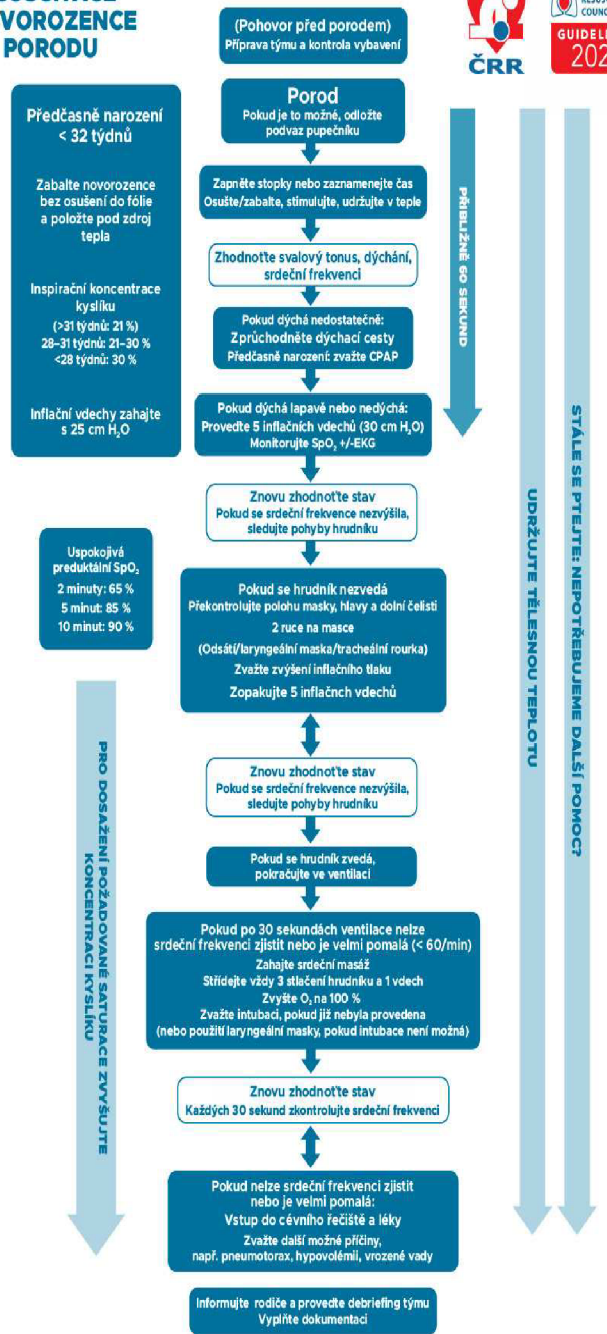 VOROZENCE
PORODU
ČRR
GUIDELI
202
(Pohovor před porodem)
Příprava týmu a kontrola vybavení
Porod
Pokud je to možné, odložte
podvaz pupečníku
Předčasně narození
< 32 týdnů
Zabalte novorozence
bez osušení do fólie
a položte pod zdroj
tepla
Inspirační koncentrace
kyslíku
(>31 týdnů: 21 %)
28–31 týdnů: 21–30 %
<28 týdnů: 30 %
Inflační vdechy zahajte
s 25 cm H₂O
Zapněte stopky nebo zaznamenejte čas
Osušte/zabalte, stimulujte, udržujte v teple
Zhodnoťte svalový tonus, dýchání,
srdeční frekvenci
Pokud dýchá nedostatečně:
Zprůchodněte dýchací cesty
Předčasně narození: zvažte CPAP
Pokud dýchá lapavě nebo nedýchá:
Proveďte 5 inflačních vdechů (30 cm H₂O)
Monitorujte SpO₂ +/-EKG
PŘIBLIŽNĚ 60 SEKUND
Znovu zhodnoťte stav
Pokud se srdeční frekvence nezvýšila,
sledujte pohyby hrudníku
Uspokojivá
preduktální SpO₂
2 minuty: 65 %
5 minut: 85 %
10 minut: 90 %
Pokud se hrudník nezvedá
Překontrolujte polohu masky, hlavy a dolní čelisti
2 ruce na masce
(Odsátí/laryngeální maska/tracheální rourka)
Zvažte zvýšení inflačního tlaku
Zopakujte 5 inflačnch vdechů
Znovu zhodnoťte stav
Pokud se srdeční frekvence nezvýšila,
sledujte pohyby hrudníku
Pokud se hrudník zvedá,
pokračujte ve ventilaci
Pokud po 30 sekundách ventilace nelze
srdeční frekvenci zjistit nebo je velmi pomalá (< 60/min)
Zahajte srdeční masáž
Střídejte vždy 3 stlačení hrudníku a 1 vdech
Zvyšte O₂ na 100 %
Zvažte intubaci, pokud již nebyla provedena
(nebo použití laryngeální masky, pokud intubace není možná)
Znovu zhodnoťte stav
Každých 30 sekund zkontrolujte srdeční frekvenci
Pokud nelze srdeční frekvenci zjistit
nebo je velmi pomalá:
Vstup do cévního řečiště a léky
Zvažte další možné příčiny,
např. pneumotorax, hypovolémii, vrozené vady
Informujte rodiče a proveďte debriefing týmu
Vyplňte dokumentaci
PRO DOSAŽENÍ POŽADOVANÉ SATURACE ZVYŠUJTE
KONCENTRACI KYSLÍKU
UDRŽUJTE TĚLESNOU TEPLOTU
STÁLE SE PTEJTE: NEPOTŘEBUJEME DALŠÍ POMOC?